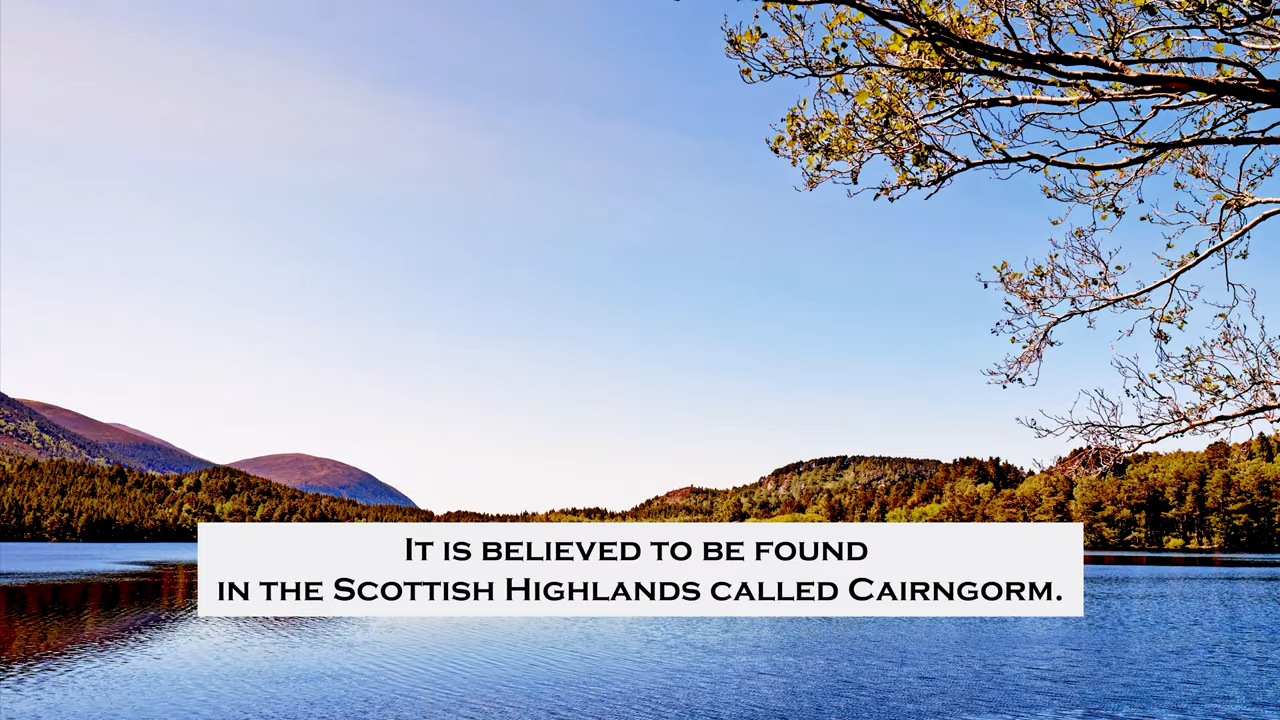 It is believed to be found
in the Scottish Highlands called Cairngorm.